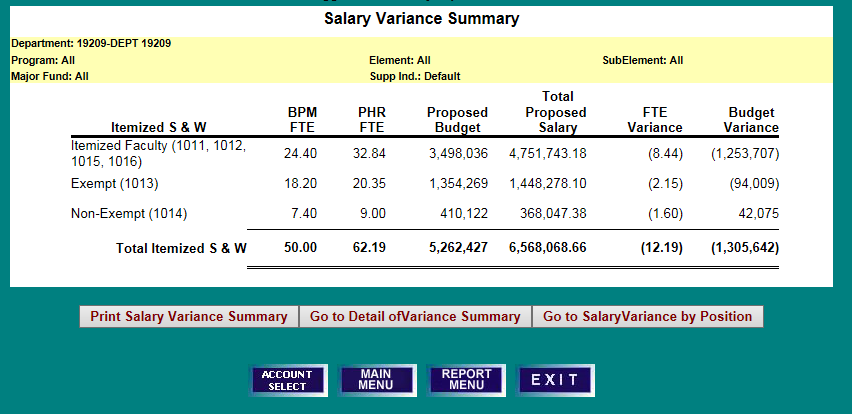 Salary Variance Summary
Department: 19209-DEPT 19209
Program: All Element: All SubElement: All
Major Fund: All Supp Ind.: Default
Total
BPM PHR Proposed Proposed FTE Budget
Itemized S & W FTE FTE Budget Salary Variance Variance
Itemized Faculty (1011, 1012,
1015, 1016) 24.40 32.84 3,498,036 4,751,743.18 (8.44) (1,253,707)
Exempt (1013) 18.20 20.35 1,354,269 1,448,278.10 (2.15) (94,009)
Non-Exempt (1014) 7.40 9.00 410,122 368,047.38 (1.60) 42,075
Total Itemized S & W 50.00 62.19 5,262,427 6,568,068.66 (12.19) (1,305,642)
Print Salary Variance Summary Go to Detail ofVariance Summary Go to SalaryVariance by Position
ACCOUNT SELECT MAIN MENU REPORT MENU EXIT